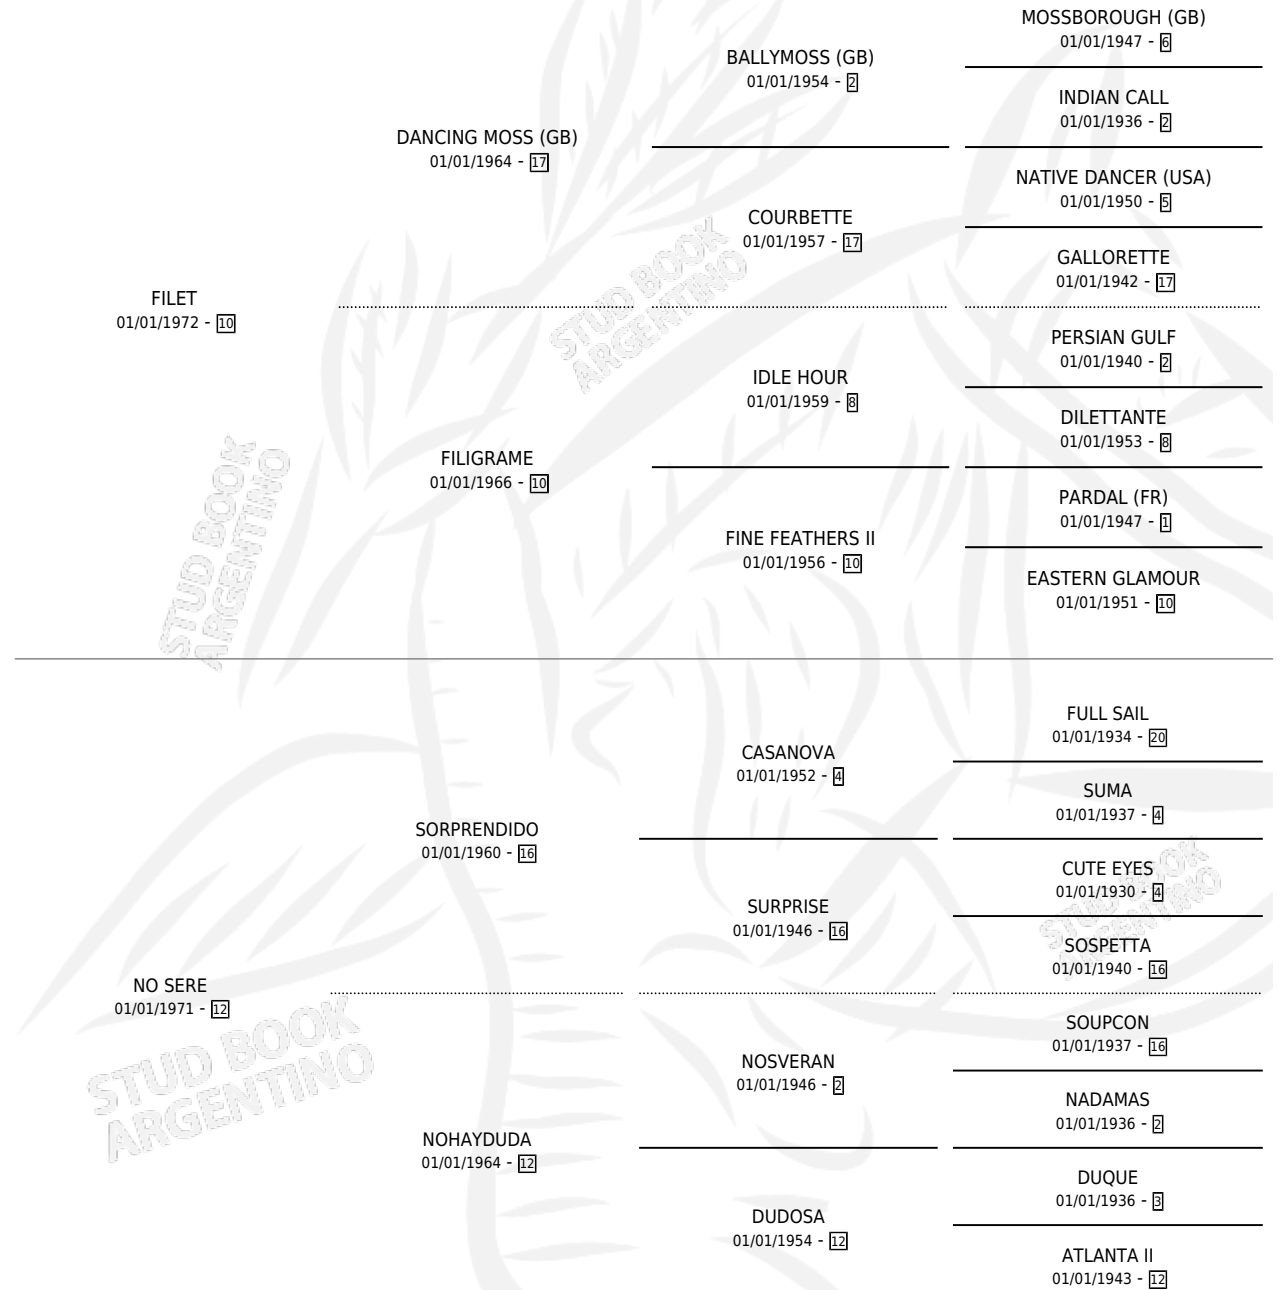 MOSSBOROUGH (GB)
01/01/1947 - 6
BALLYMOSS (GB)
01/01/1954 - 2
INDIAN CALL
01/01/1936 - 2
DANCING MOSS (GB)
01/01/1964 - 17
NATIVE DANCER (USA)
01/01/1950 - 5
COURBETTE
01/01/1957 - 17
GALLORETTE
01/01/1942 - 17
FILET
01/01/1972 - 10
PERSIAN GULF
01/01/1940 - 2
IDLE HOUR
01/01/1959 - 8
DILETTANTE
01/01/1953 - 8
FILIGRAME
01/01/1966 - 10
PARDAL (FR)
01/01/1947 - 1
FINE FEATHERS II
01/01/1956 - 10
EASTERN GLAMOUR
01/01/1951 - 10
FULL SAIL
01/01/1934 - 20
CASANOVA
01/01/1952 - 4
SUMA
01/01/1937 - 4
SORPRENDIDO
01/01/1960 - 16
CUTE EYES
01/01/1930 - 4
SURPRISE
01/01/1946 - 16
SOSPETTA
01/01/1940 - 16
NO SERE
01/01/1971 - 12
SOUPCON
01/01/1937 - 16
NOSVERAN
01/01/1946 - 2
NADAMAS
01/01/1936 - 2
NOHAYDUDA
01/01/1964 - 12
DUQUE
01/01/1936 - 3
DUDOSA
01/01/1954 - 12
ATLANTA II
01/01/1943 - 12
STUD BOOK
ARGENTINO
STUD BOOK
ARGENTINO
STUD BOOK
ARGENTINO
STUD BOOK
ARGENTINO